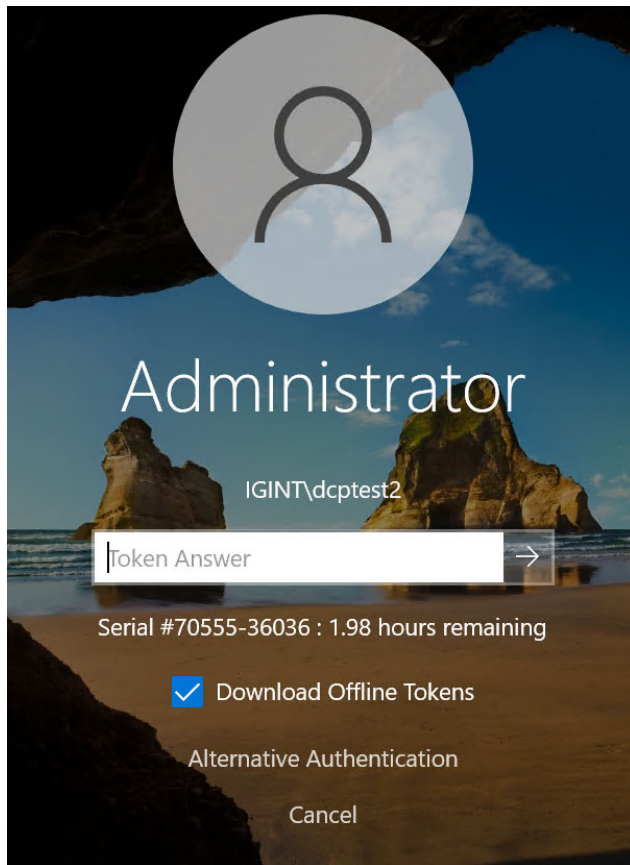 Administrator
IGINT\dcptest2
Token Answer
Serial #70555-36036 : 1.98 hours remaining
Download Offline Tokens
Alternative Authentication
Cancel